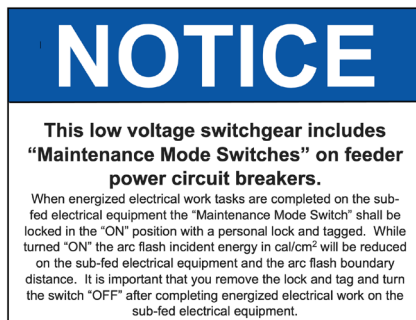 NOTICE
This low voltage switchgear includes
“Maintenance Mode Switches” on feeder
power circuit breakers.
When energized electrical work tasks are completed on the sub-
fed electrical equipment the “Maintenance Mode Switch” shall be
locked in the “ON” position with a personal lock and tagged.  While
turned “ON” the arc flash incident energy in cal/cm² will be reduced
on the sub-fed electrical equipment and the arc flash boundary
distance.  It is important that you remove the lock and tag and turn
the switch “OFF” after completing energized electrical work on the
sub-fed electrical equipment.